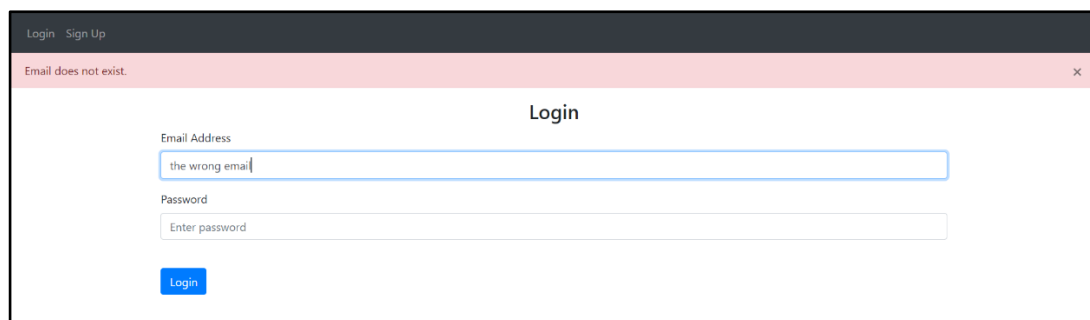 Login Sign Up
Email does not exist. ×
Login
Email Address
the wrong email
Password
Enter password
Login